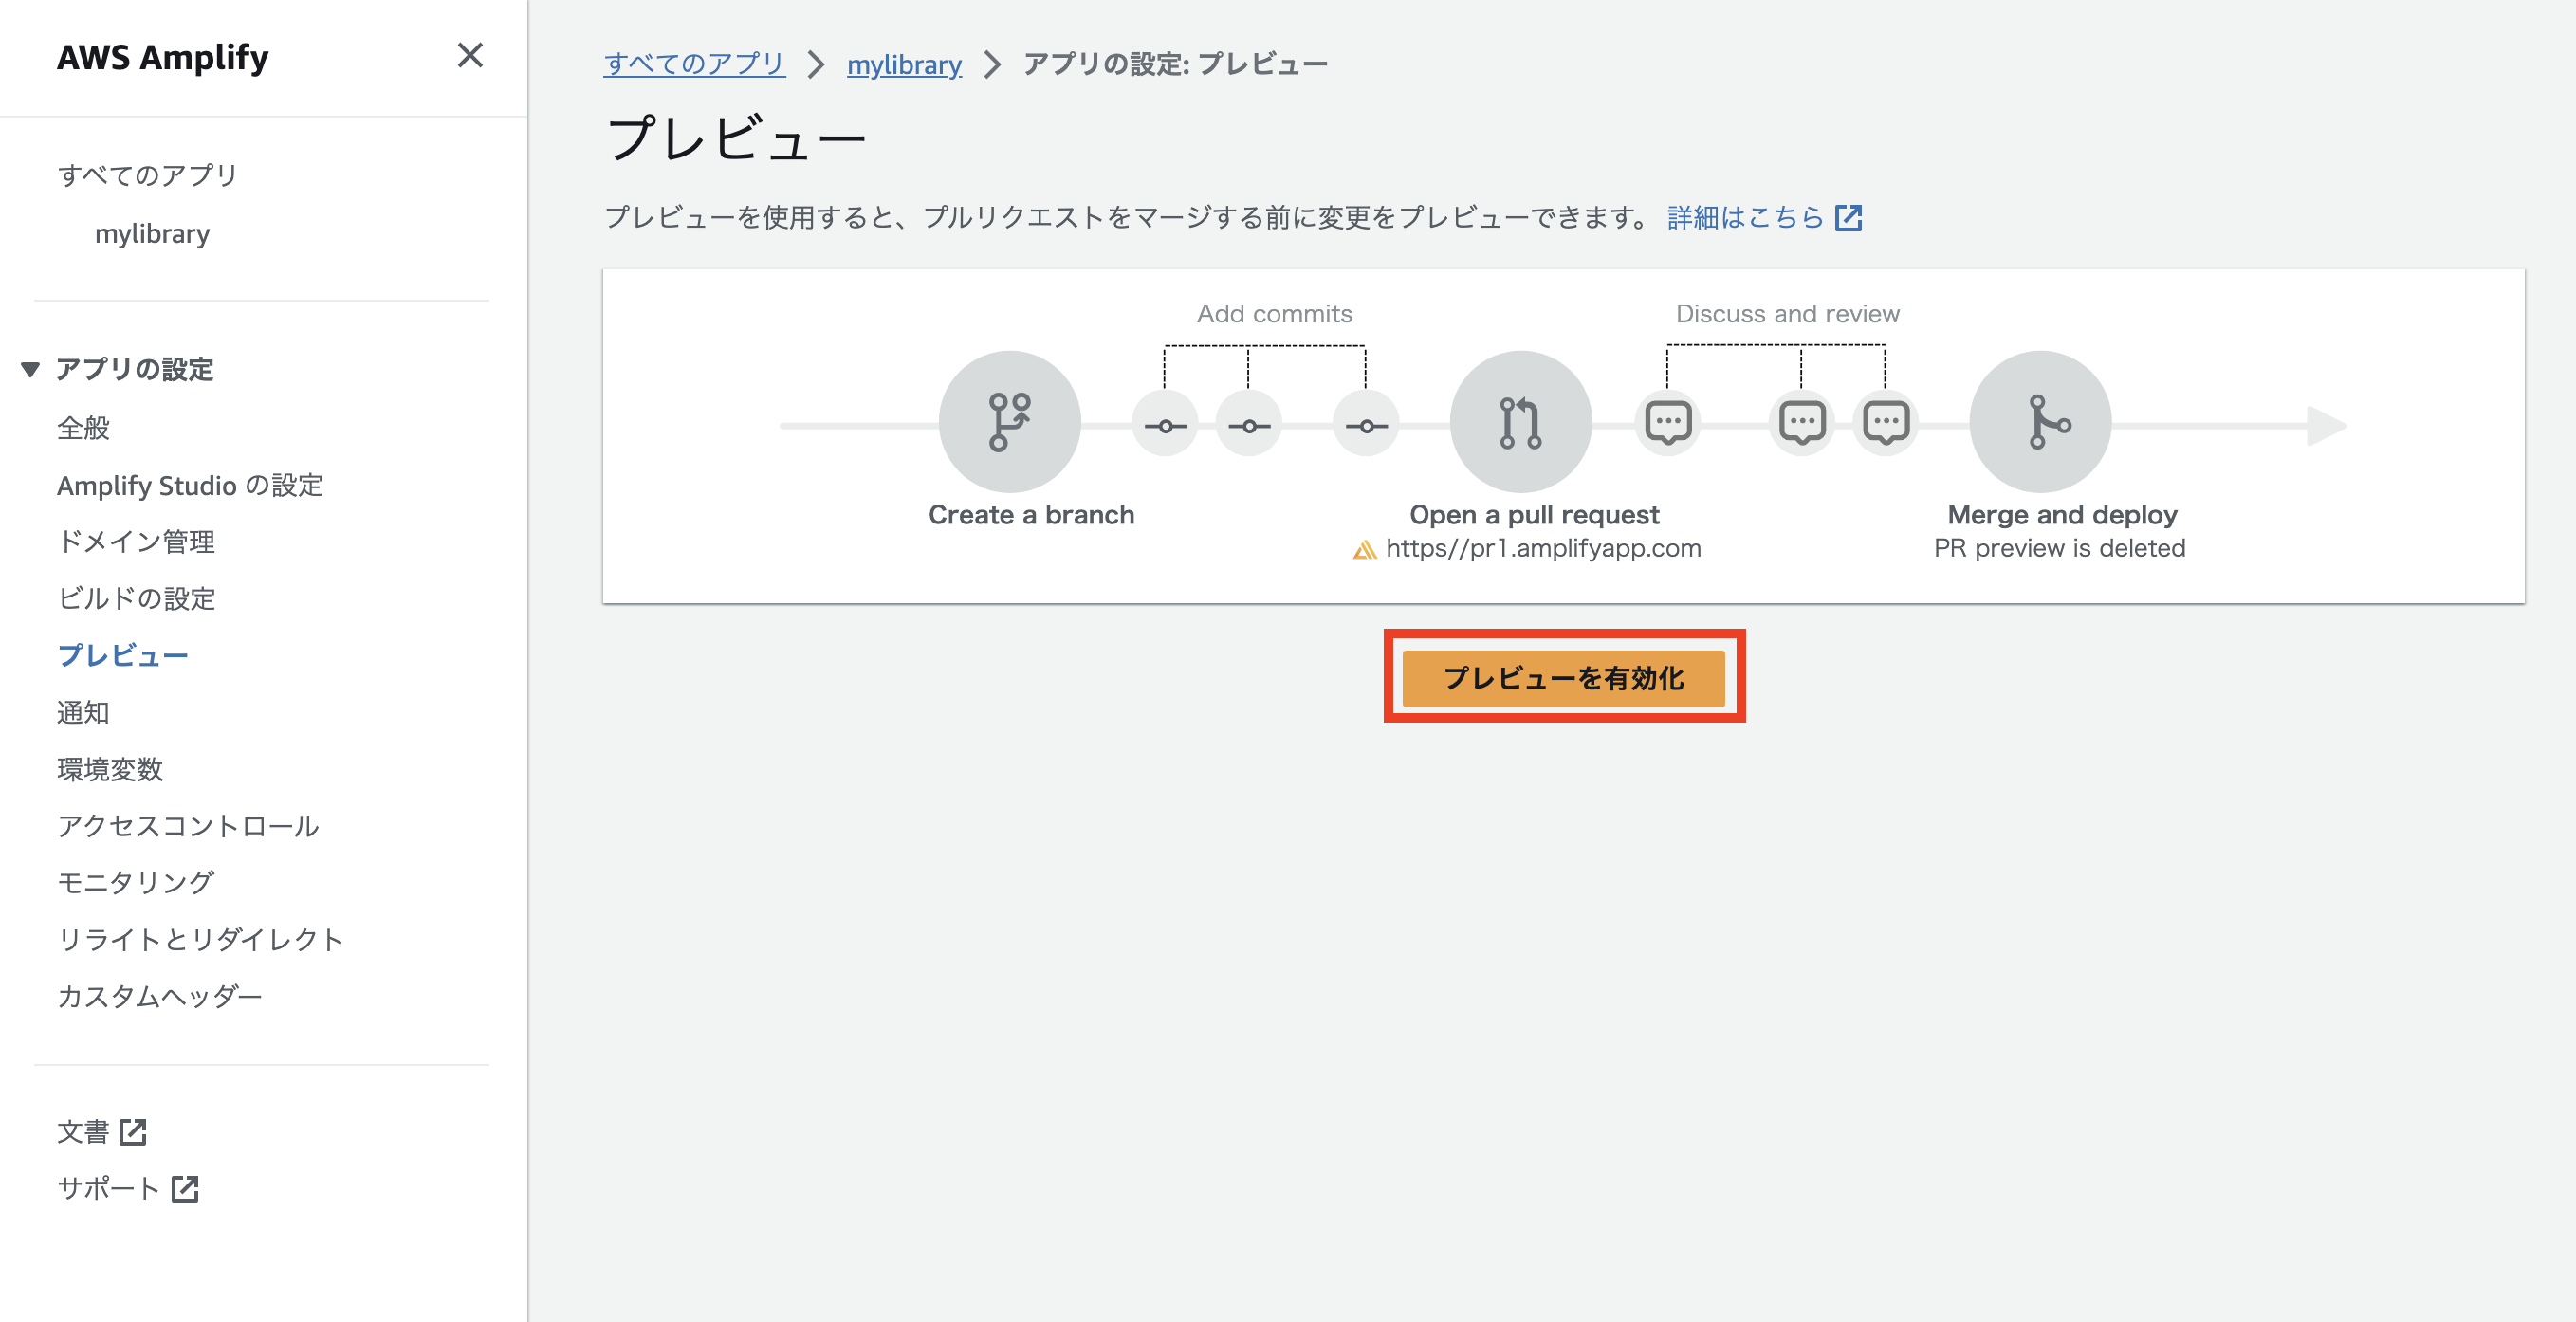 AWS Amplify
すべてのアプリ
mylibrary
アプリの設定
全般
Amplify Studio の設定
ドメイン管理
ビルドの設定
プレビュー
通知
環境変数
アクセスコントロール
モニタリング
リライトとリダイレクト
カスタムヘッダー
文書
サポート
すべてのアプリ > mylibrary > アプリの設定: プレビュー
プレビュー
プレビューを使用すると、プルリクエストをマージする前に変更をプレビューできます。 詳細はこちら
Add commits
Discuss and review
Create a branch
Open a pull request
https//pr1.amplifyapp.com
Merge and deploy
PR preview is deleted
プレビューを有効化